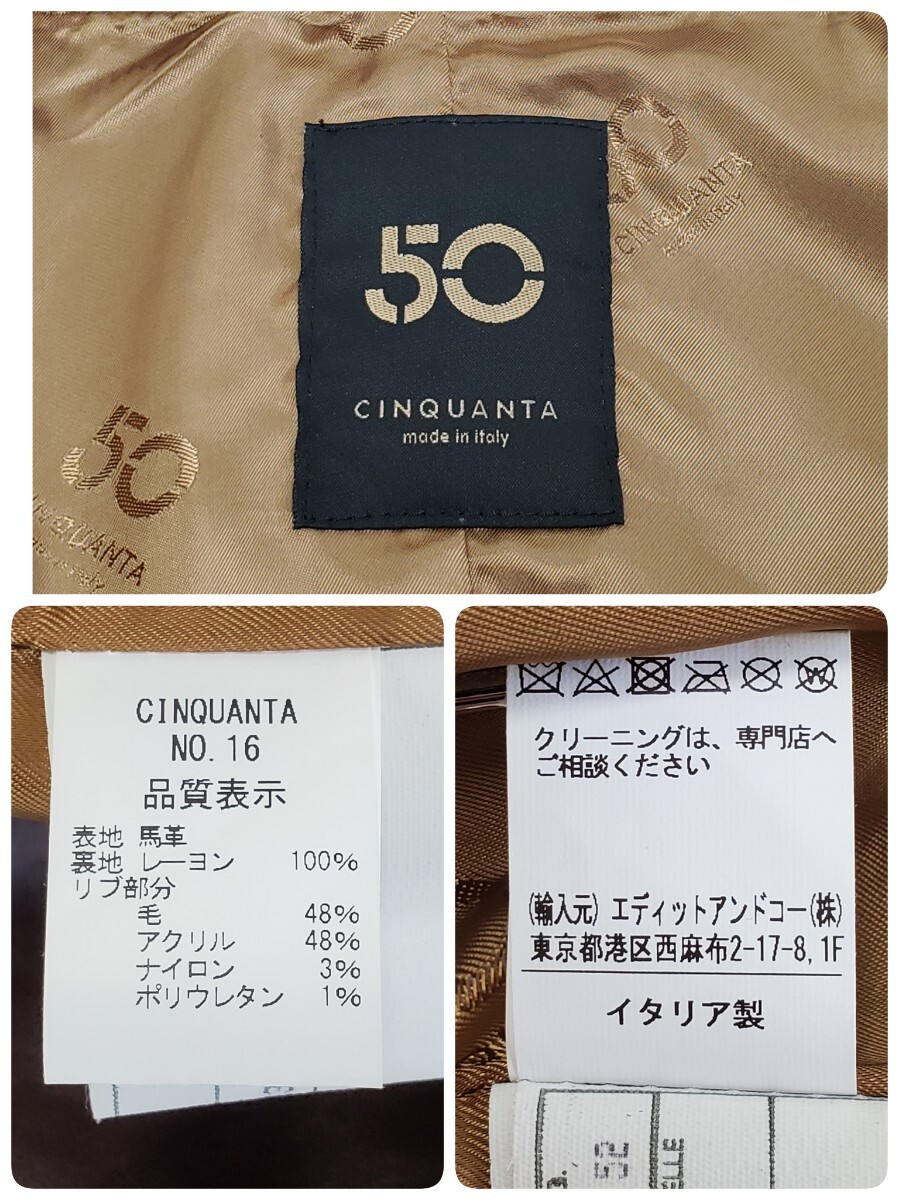 50
CINQUANTA
made in italy
50
CINQUANTA
made in italy
50
CINQUANTA
NO. 16
品質表示
表地 馬革
裏地 レーヨン 100%
リブ部分
毛 48%
アクリル 48%
ナイロン 3%
ポリウレタン 1%
クリーニングは、専門店へ
ご相談ください
(輸入元) エディットアンドコー(株)
東京都港区西麻布2-17-8,1F
イタリア製
52